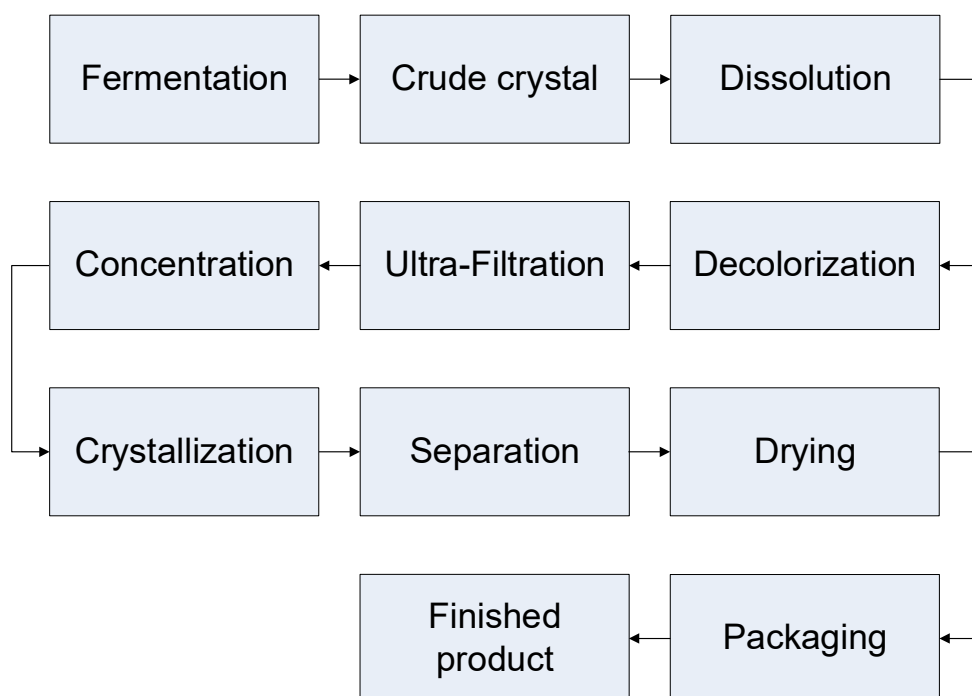 Fermentation
Crude crystal
Dissolution
Decolorization
Ultra-Filtration
Concentration
Crystallization
Separation
Drying
Packaging
Finished
product